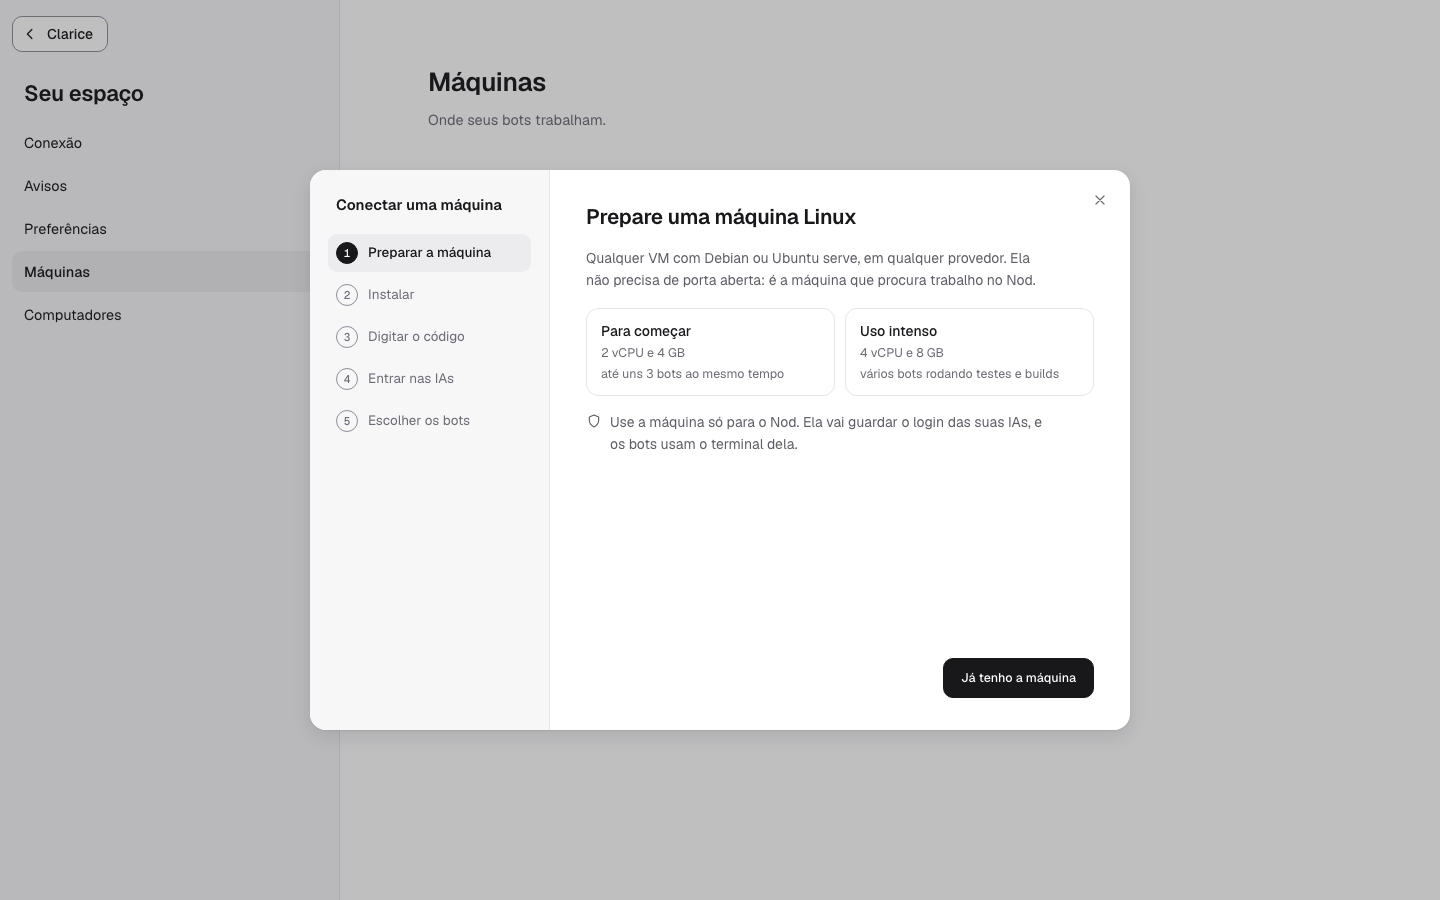 Clarice
Seu espaço
Conexão
Avisos
Preferências
Máquinas
Computadores
Máquinas
Onde seus bots trabalham.
Conectar uma máquina
1 Preparar a máquina
2 Instalar
3 Digitar o código
4 Entrar nas IAs
5 Escolher os bots
Prepare uma máquina Linux
Qualquer VM com Debian ou Ubuntu serve, em qualquer provedor. Ela
não precisa de porta aberta: é a máquina que procura trabalho no Nod.
Para começar
2 vCPU e 4 GB
até uns 3 bots ao mesmo tempo
Uso intenso
4 vCPU e 8 GB
vários bots rodando testes e builds
Use a máquina só para o Nod. Ela vai guardar o login das suas IAs, e
os bots usam o terminal dela.
Já tenho a máquina